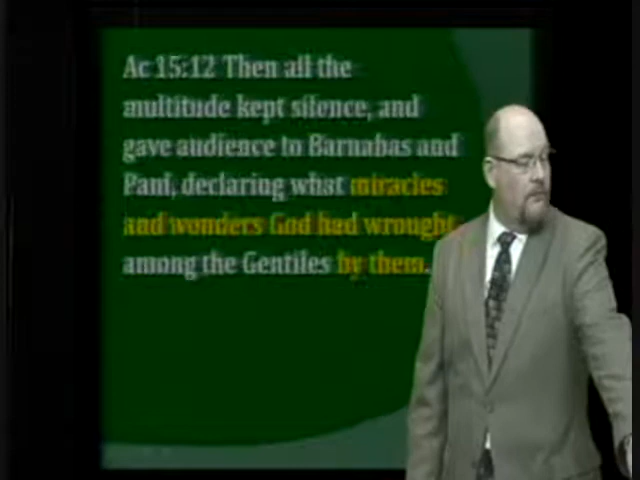 Ac 15:12 Then all the
multitude kept silence, and
gave audience to Barnabas and
Paul, declaring what miracles
and wonders God had wrought
among the Gentiles by them.